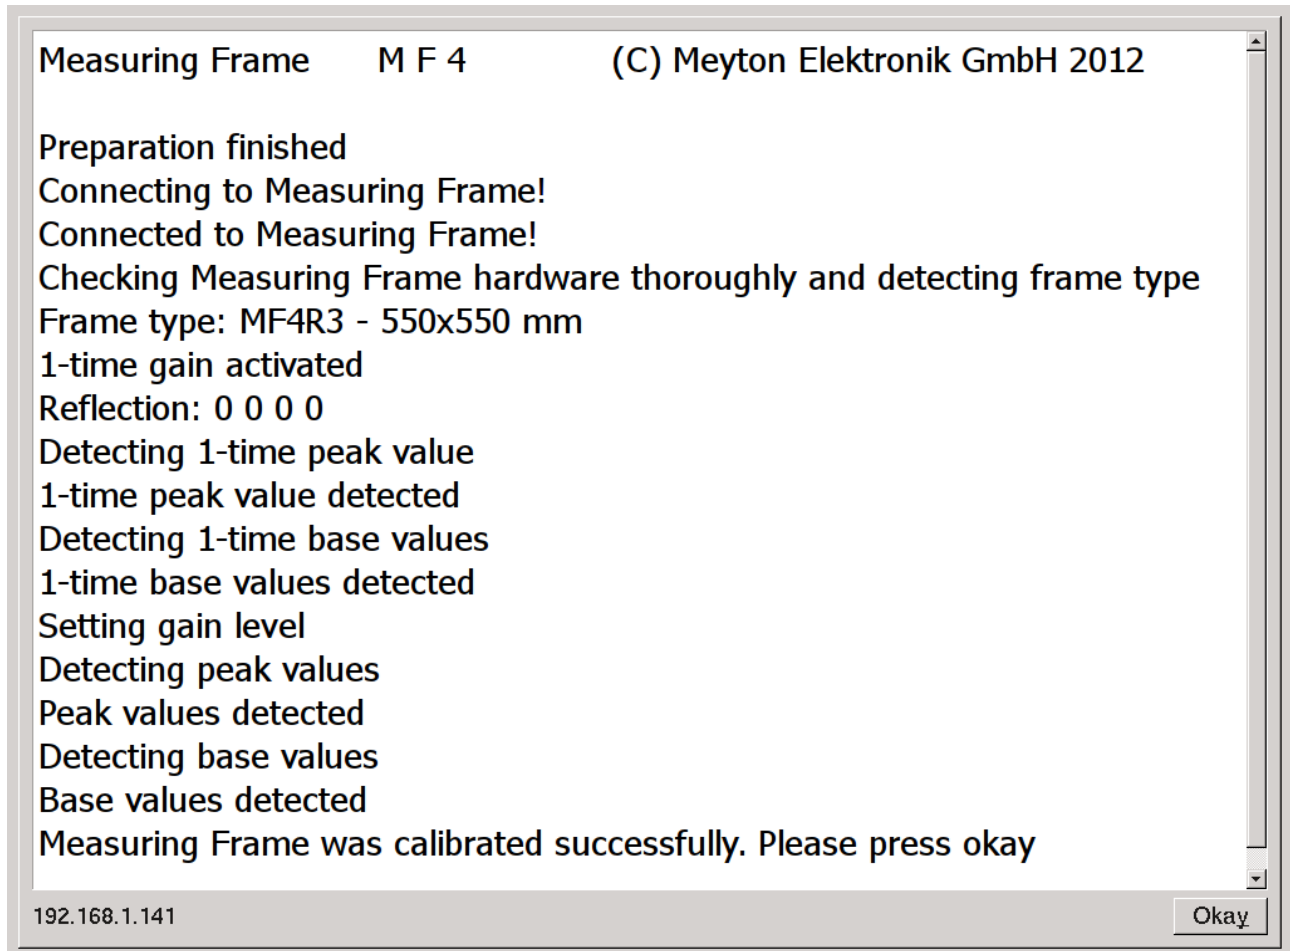 Measuring Frame M F 4 (C) Meyton Elektronik GmbH 2012
Preparation finished
Connecting to Measuring Frame!
Connected to Measuring Frame!
Checking Measuring Frame hardware thoroughly and detecting frame type
Frame type: MF4R3 - 550x550 mm
1-time gain activated
Reflection: 0 0 0 0
Detecting 1-time peak value
1-time peak value detected
Detecting 1-time base values
1-time base values detected
Setting gain level
Detecting peak values
Peak values detected
Detecting base values
Base values detected
Measuring Frame was calibrated successfully. Please press okay
192.168.1.141
Okay